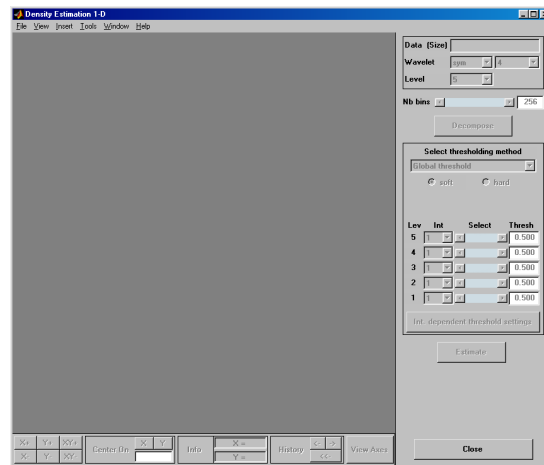 Density Estimation 1-D
File View Insert Tools Window Help
Data (Size)
Wavelet sym 4
Level 5
Nb bins 256
Decompose
Select thresholding method
Global threshold
soft hard
Lev Int Select Thresh
5 1 0.500
4 1 0.500
3 1 0.500
2 1 0.500
1 1 0.500
Int. dependent threshold settings
Estimate
X+ Y+ XY+
X- Y- XY-
Center On X Y
Info X =
Y =
History <- ->
<<-
View Axes
Close